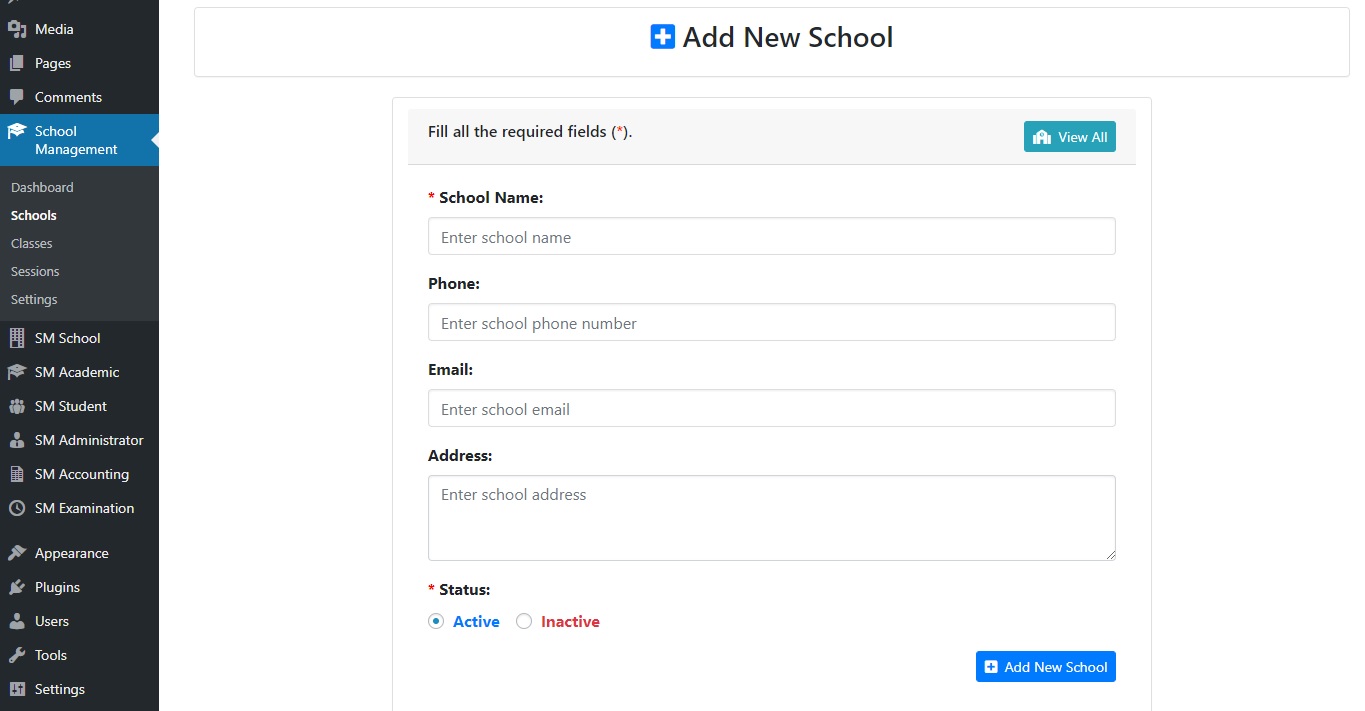 Media
Pages
Comments
School
Management
Dashboard
Schools
Classes
Sessions
Settings
SM School
SM Academic
SM Student
SM Administrator
SM Accounting
SM Examination
Appearance
Plugins
Users
Tools
Settings
Add New School
Fill all the required fields (*).
View All
* School Name:
Enter school name
Phone:
Enter school phone number
Email:
Enter school email
Address:
Enter school address
* Status:
Active Inactive
Add New School